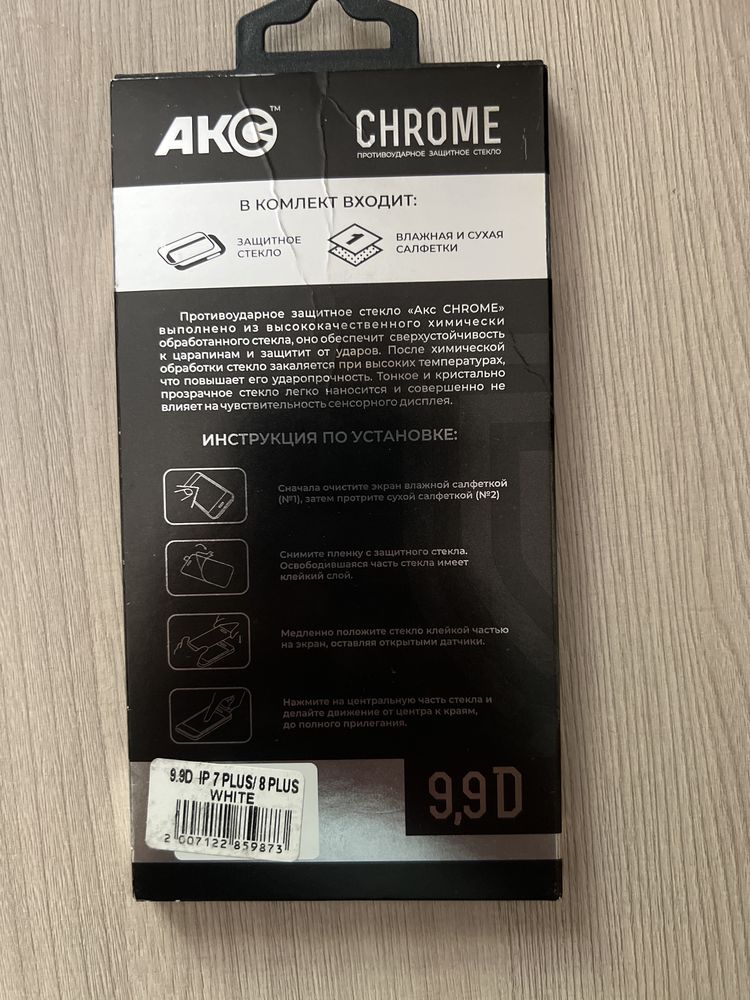 АКС™
CHROME
ПРОТИВОУДАРНОЕ ЗАЩИТНОЕ СТЕКЛО
В КОМЛЕКТ ВХОДИТ:
ЗАЩИТНОЕ
СТЕКЛО
1
ВЛАЖНАЯ И СУХАЯ
САЛФЕТКИ
Противоударное защитное стекло «Акс CHROME»
выполнено из высококачественного химически
обработанного стекла, оно обеспечит сверхустойчивость
к царапинам и защитит от ударов. После химической
обработки стекло закаляется при высоких температурах,
что повышает его ударопрочность. Тонкое и кристально
прозрачное стекло легко наносится и совершенно не
влияет на чувствительность сенсорного дисплея.
ИНСТРУКЦИЯ ПО УСТАНОВКЕ:
Сначала очистите экран влажной салфеткой
(№1), затем протрите сухой салфеткой (№2)
Снимите пленку с защитного стекла.
Освободившаяся часть стекла имеет
клейкий слой.
Медленно положите стекло клейкой частью
на экран, оставляя открытыми датчики.
Нажмите на центральную часть стекла и
делайте движение от центра к краям,
до полного прилегания.
9.9D IP 7 PLUS/ 8 PLUS
WHITE
2 007122 859873
9,9D